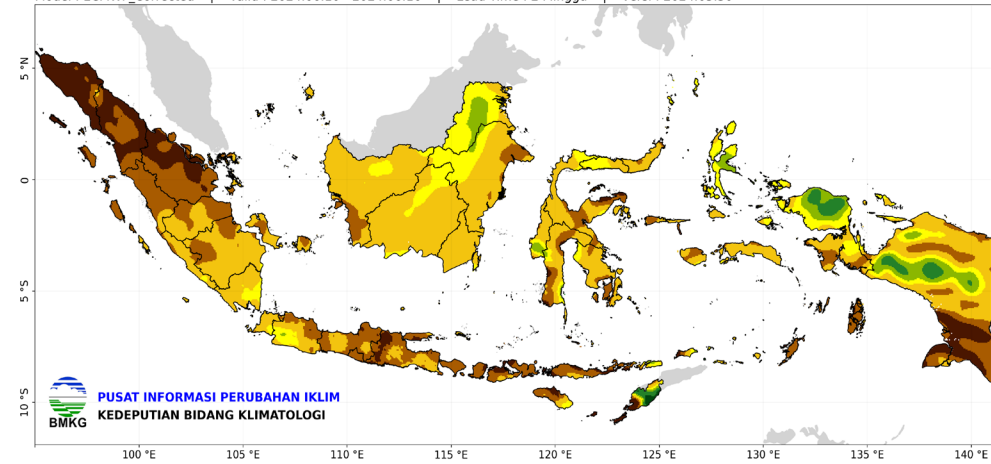 5 °N
0
5 °S
10 °S
BMKG
PUSAT INFORMASI PERUBAHAN IKLIM
KEDEPUTIAN BIDANG KLIMATOLOGI
100 °E
105 °E
110 °E
115 °E
120 °E
125 °E
130 °E
135 °E
140 °E